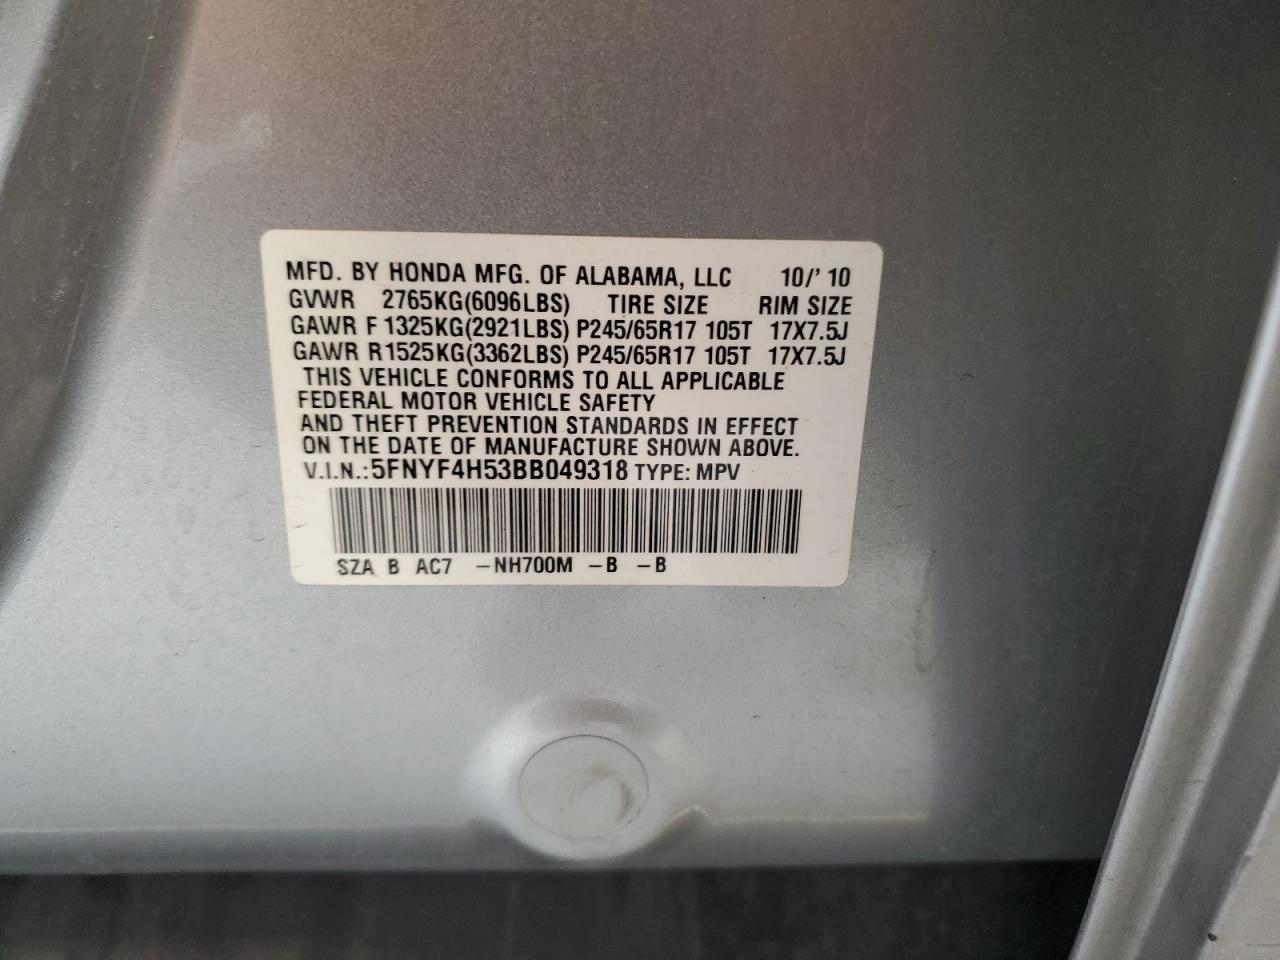 MFD. BY HONDA MFG. OF ALABAMA, LLC 10/'10
GVWR 2765KG(6096LBS) TIRE SIZE RIM SIZE
GAWR F 1325KG(2921LBS) P245/65R17 105T 17X7.5J
GAWR R 1525KG(3362LBS) P245/65R17 105T 17X7.5J
THIS VEHICLE CONFORMS TO ALL APPLICABLE
FEDERAL MOTOR VEHICLE SAFETY
AND THEFT PREVENTION STANDARDS IN EFFECT
ON THE DATE OF MANUFACTURE SHOWN ABOVE.
V.I.N.:5FNYF4H53BB049318 TYPE: MPV
SZA B AC7 -NH700M -B -B